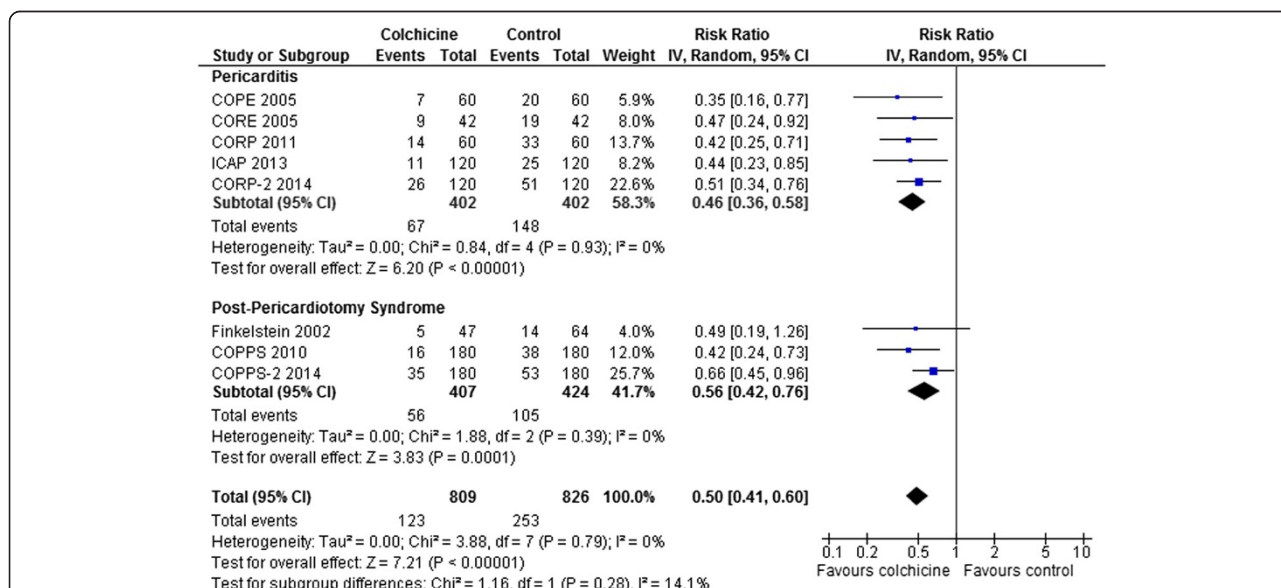 Colchicine Control Risk Ratio Risk Ratio
Study or Subgroup Events Total Events Total Weight IV, Random, 95% CI IV, Random, 95% CI
Pericarditis
COPE 2005 7 60 20 60 5.9% 0.35 [0.16, 0.77]
CORE 2005 9 42 19 42 8.0% 0.47 [0.24, 0.92]
CORP 2011 14 60 33 60 13.7% 0.42 [0.25, 0.71]
ICAP 2013 11 120 25 120 8.2% 0.44 [0.23, 0.85]
CORP-2 2014 26 120 51 120 22.6% 0.51 [0.34, 0.76]
Subtotal (95% CI) 402 402 58.3% 0.46 [0.36, 0.58]
Total events 67 148
Heterogeneity: Tau² = 0.00; Chi² = 0.84, df = 4 (P = 0.93); I² = 0%
Test for overall effect: Z = 6.20 (P < 0.00001)
Post-Pericardiotomy Syndrome
Finkelstein 2002 5 47 14 64 4.0% 0.49 [0.19, 1.26]
COPPS 2010 16 180 38 180 12.0% 0.42 [0.24, 0.73]
COPPS-2 2014 35 180 53 180 25.7% 0.66 [0.45, 0.96]
Subtotal (95% CI) 407 424 41.7% 0.56 [0.42, 0.76]
Total events 56 105
Heterogeneity: Tau² = 0.00; Chi² = 1.88, df = 2 (P = 0.39); I² = 0%
Test for overall effect: Z = 3.83 (P = 0.0001)
Total (95% CI) 809 826 100.0% 0.50 [0.41, 0.60]
Total events 123 253
Heterogeneity: Tau² = 0.00; Chi² = 3.88, df = 7 (P = 0.79); I² = 0%
Test for overall effect: Z = 7.21 (P < 0.00001)
Test for subgroup differences: Chi² = 1.16, df = 1 (P = 0.28), I² = 14.1%
0.1 0.2 0.5 1 2 5 10
Favours colchicine Favours control